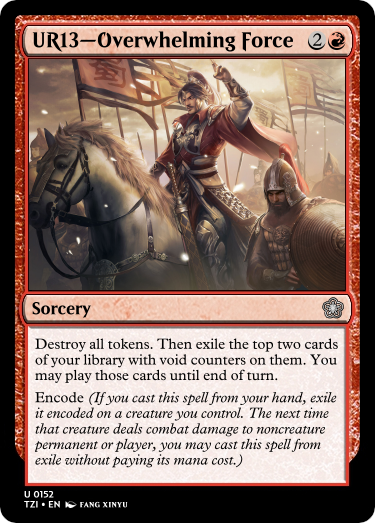 UR13—Overwhelming Force 2
Sorcery
Destroy all tokens. Then exile the top two cards
of your library with void counters on them. You
may play those cards until end of turn.
Encode (If you cast this spell from your hand, exile
it encoded on a creature you control. The next time
that creature deals combat damage to noncreature
permanent or player, you may cast this spell from
exile without paying its mana cost.)
U 0152
TZI • EN FANG XINYU